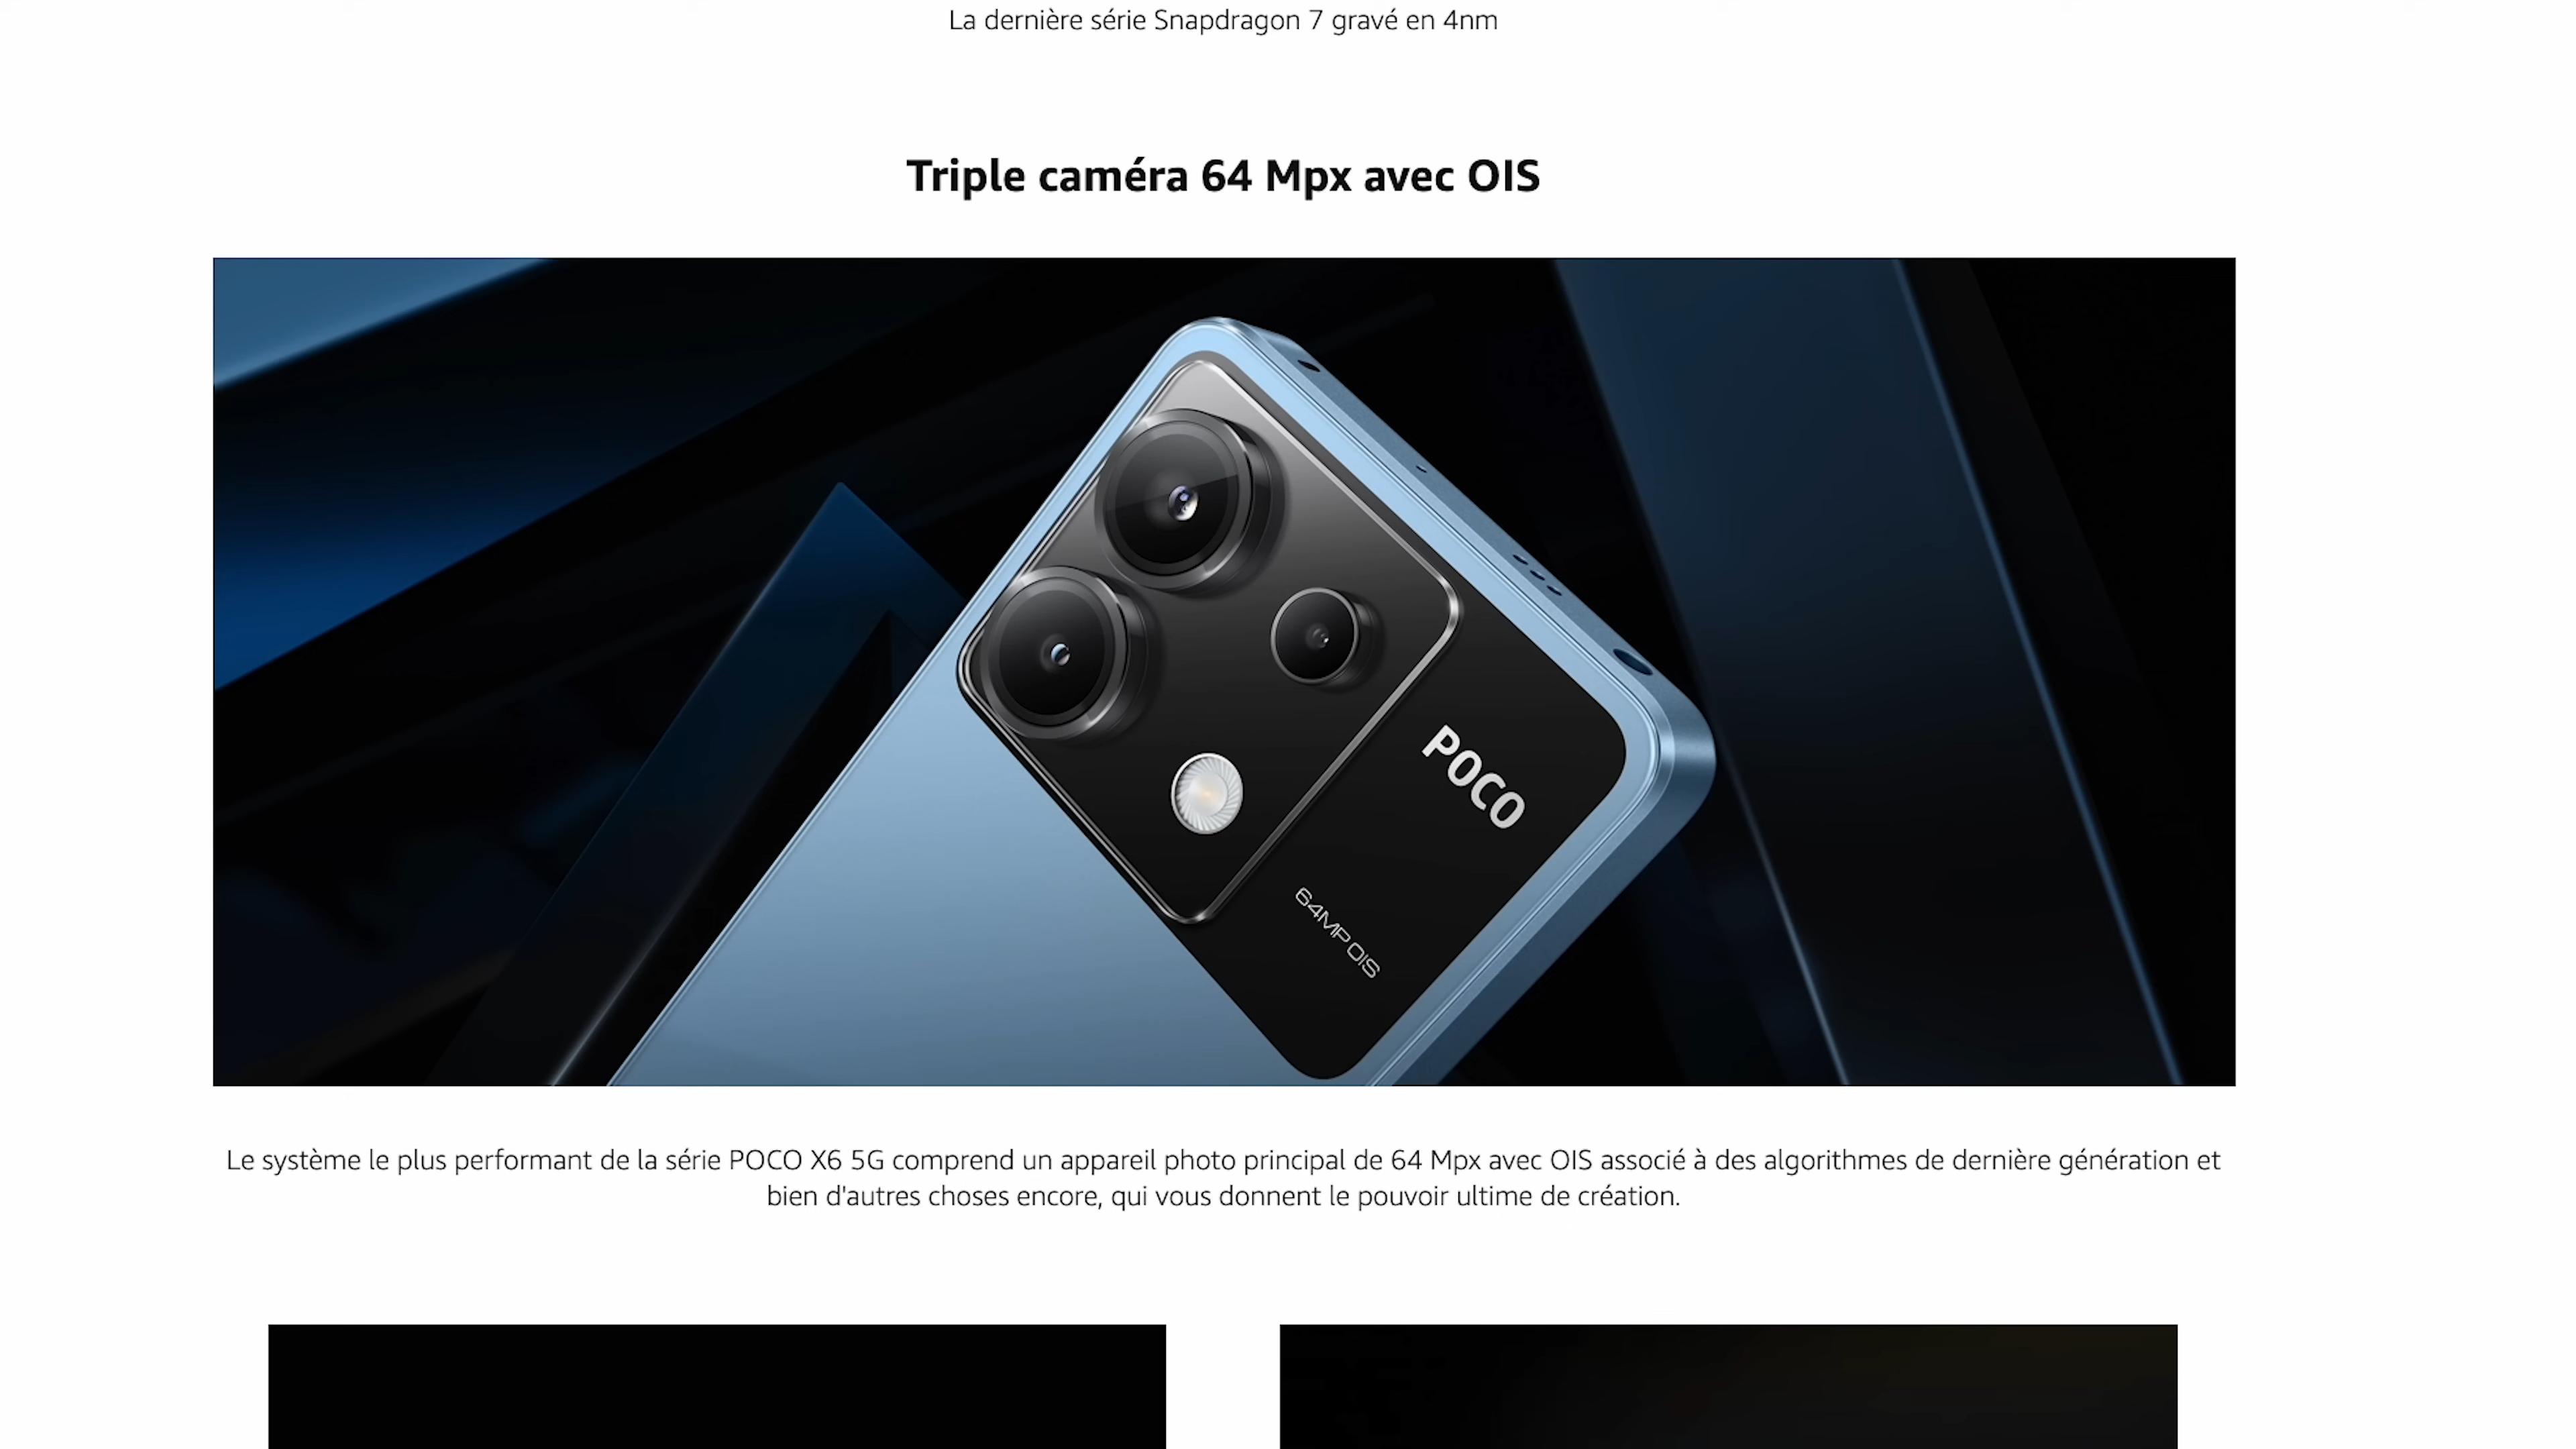 La dernière série Snapdragon 7 gravé en 4nm
Triple caméra 64 Mpx avec OIS
POCO
64MP OIS
Le système le plus performant de la série POCO X6 5G comprend un appareil photo principal de 64 Mpx avec OIS associé à des algorithmes de dernière génération et
bien d'autres choses encore, qui vous donnent le pouvoir ultime de création.